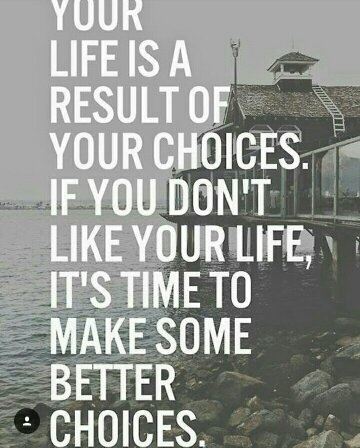 YOUR
LIFE IS A
RESULT OF
YOUR CHOICES.
IF YOU DON'T
LIKE YOUR LIFE,
IT'S TIME TO
MAKE SOME
BETTER
CHOICES.